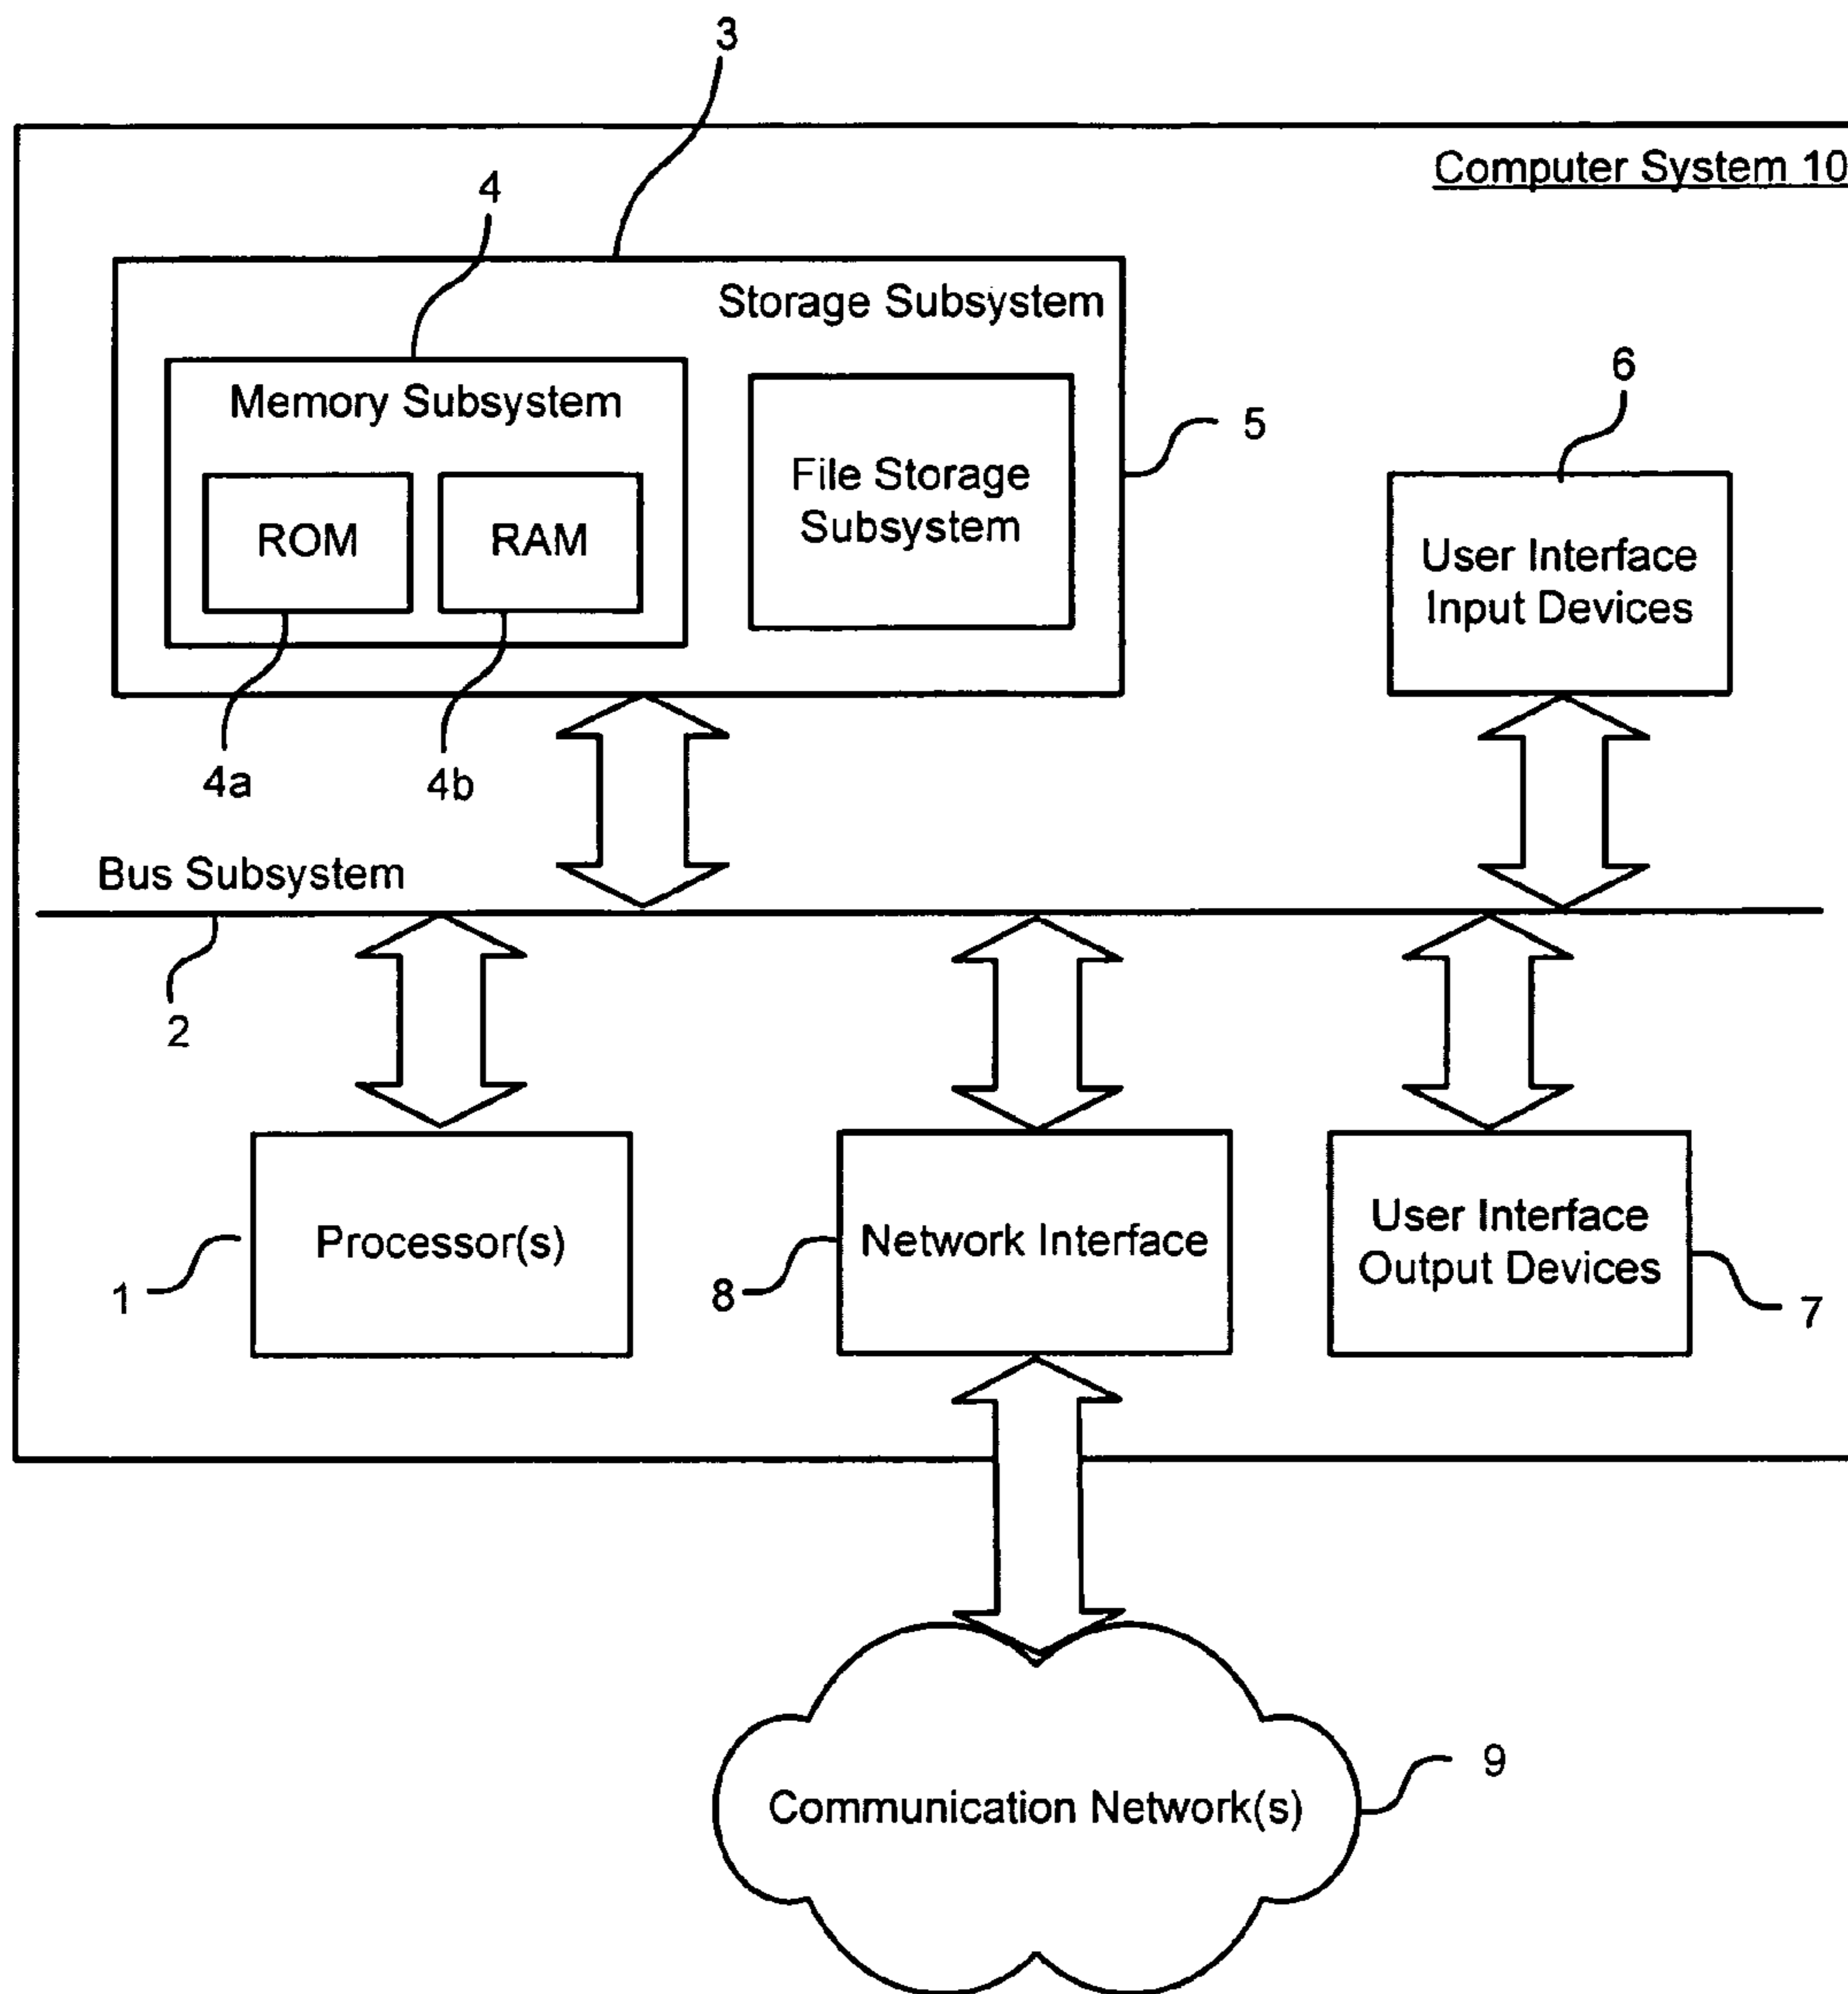 3
Computer System 10
4
Storage Subsystem
Memory Subsystem
6
5
File Storage
Subsystem
ROM
RAM
User Interface
Input Devices
4a
4b
Bus Subsystem
2
Processor(s)
1
Network Interface
8
User Interface
Output Devices
7
Communication Network(s)
9